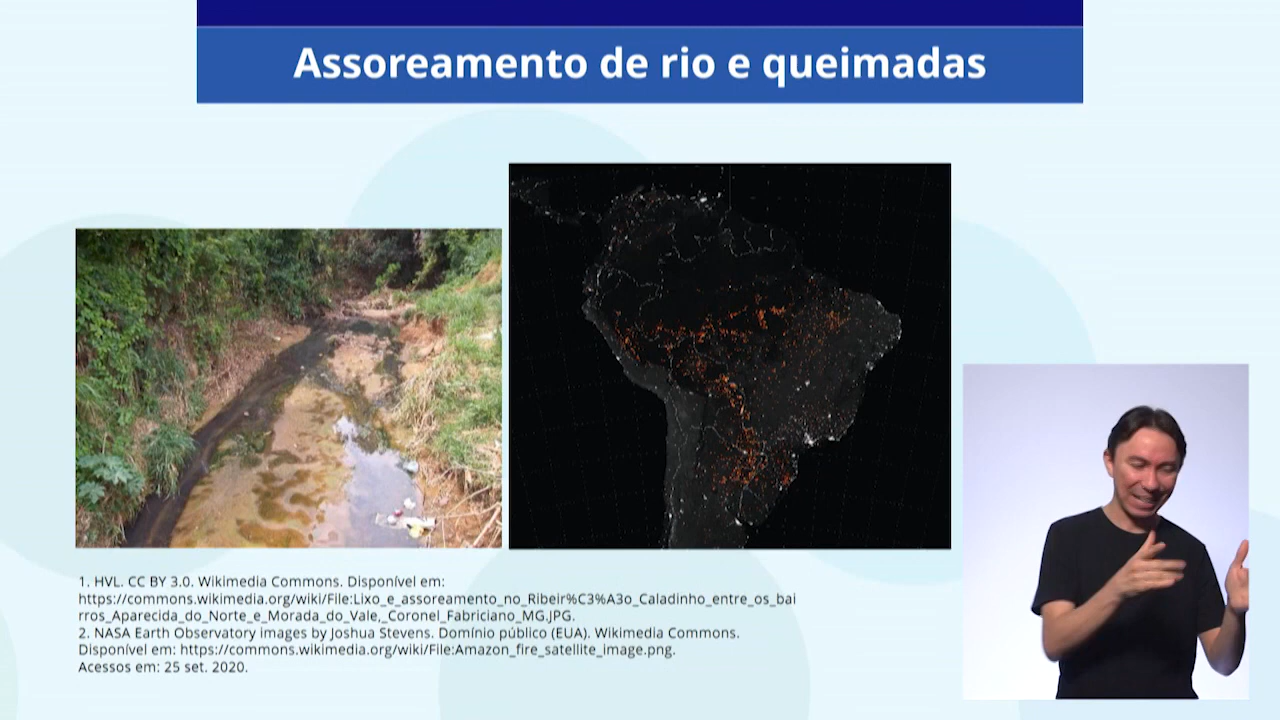 Assoreamento de rio e queimadas
1. HVL. CC BY 3.0. Wikimedia Commons. Disponível em:
https://commons.wikimedia.org/wiki/File:Lixo_e_assoreamento_no_Ribeir%C3%A3o_Caladinho_entre_os_bai
rros_Aparecida_do_Norte_e_Morada_do_Vale,_Coronel_Fabriciano_MG.JPG.
2. NASA Earth Observatory images by Joshua Stevens. Domínio público (EUA). Wikimedia Commons.
Disponível em: https://commons.wikimedia.org/wiki/File:Amazon_fire_satellite_image.png.
Acessos em: 25 set. 2020.